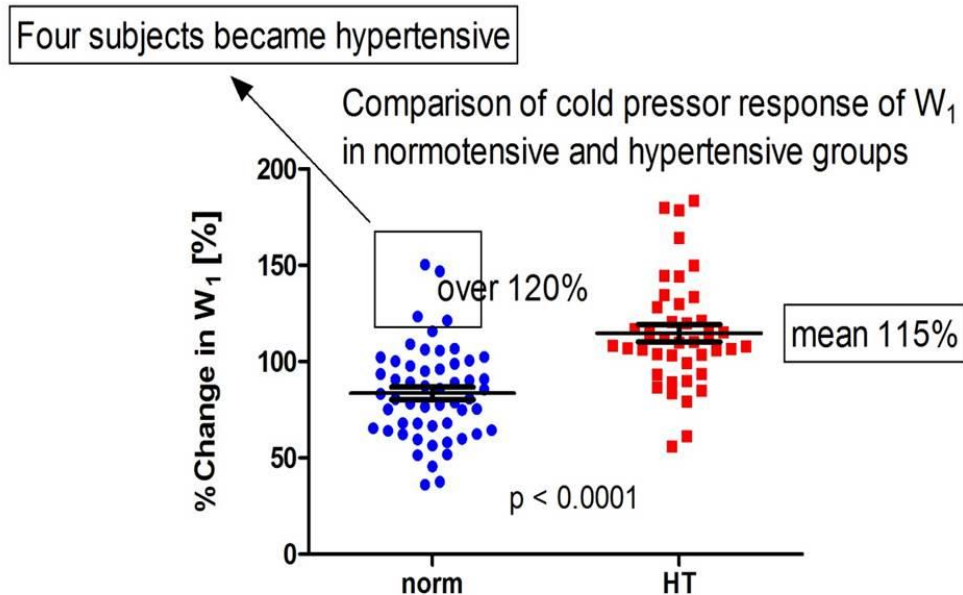 Four subjects became hypertensive
Comparison of cold pressor response of W₁
in normotensive and hypertensive groups
%Change in W₁ [%]
200
150
100
50
0
over 120%
mean 115%
p < 0.0001
norm
HT